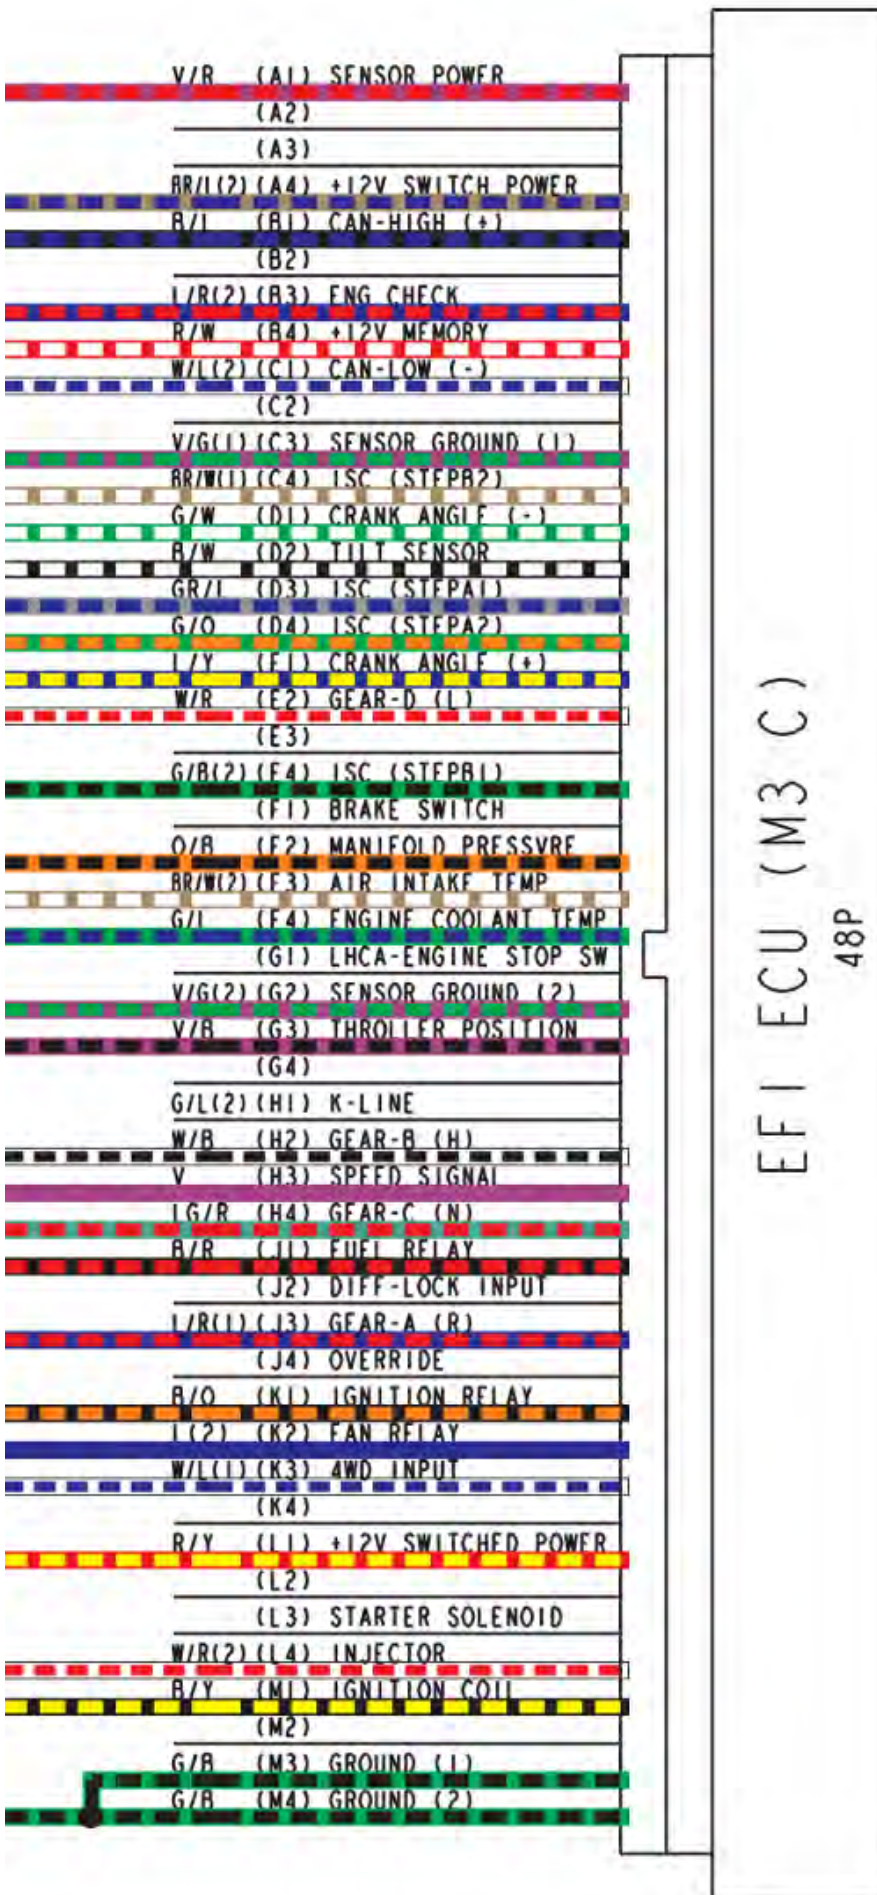 V/R (A1) SENSOR POWER
(A2)
(A3)
BR/L(2) (A4) +12V SWITCH POWER
B/L (B1) CAN-HIGH (+)
(B2)
L/R(2) (B3) ENG CHECK
R/W (B4) +12V MEMORY
W/L(2) (C1) CAN-LOW (-)
(C2)
V/G(1) (C3) SENSOR GROUND (1)
BR/W(1) (C4) ISC (STEPB2)
G/W (D1) CRANK ANGLE (-)
B/W (D2) TILT SENSOR
GR/L (D3) ISC (STEPA1)
G/O (D4) ISC (STEPA2)
L/Y (E1) CRANK ANGLE (+)
W/R (E2) GEAR-D (L)
(E3)
G/B(2) (E4) ISC (STEPB1)
(F1) BRAKE SWITCH
O/B (F2) MANIFOLD PRESSVRE
BR/W(2) (F3) AIR INTAKE TEMP
G/L (F4) ENGINE COOLANT TEMP
(G1) LHCA-ENGINE STOP SW
V/G(2) (G2) SENSOR GROUND (2)
V/B (G3) THROLLER POSITION
(G4)
G/L(2) (H1) K-LINE
W/B (H2) GEAR-B (H)
V (H3) SPEED SIGNAL
LG/R (H4) GEAR-C (N)
B/R (J1) FUEL RELAY
(J2) DIFF-LOCK INPUT
L/R(1) (J3) GEAR-A (R)
(J4) OVERRIDE
B/O (K1) IGNITION RELAY
L(2) (K2) FAN RELAY
W/L(1) (K3) 4WD INPUT
(K4)
R/Y (L1) +12V SWITCHED POWER
(L2)
(L3) STARTER SOLENOID
W/R(2) (L4) INJECTOR
B/Y (M1) IGNITION COIL
(M2)
G/B (M3) GROUND (1)
G/B (M4) GROUND (2)
EFI ECU (M3 C)
48P